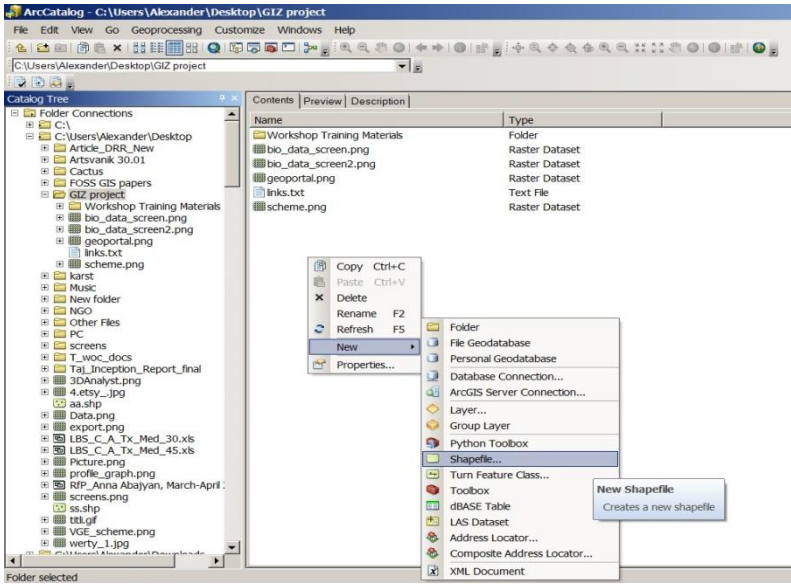 ArcCatalog - C:\Users\Alexander\Desktop\GIZ project
File Edit View Go Geoprocessing Customize Windows Help
C:\Users\Alexander\Desktop\GIZ project
Catalog Tree
Folder Connections
C:\
C:\Users\Alexander\Desktop
Article_DRR_New
Artsvanik 30.01
Cactus
FOSS GIS papers
GIZ project
Workshop Training Materials
bio_data_screen.png
bio_data_screen2.png
geoportal.png
links.txt
scheme.png
karst
Music
New folder
NGO
Other Files
PC
screens
T_woc_docs
Taj_Inception_Report_final
3DAnalyst.png
4.etsy_.jpg
aa.shp
Data.png
export.png
LBS_C_A_Tx_Med_30.xls
LBS_C_A_Tx_Med_45.xls
Picture.png
profile_graph.png
RfP_Anna Abajyan, March-April
screens.png
ss.shp
titli.gif
VGE_scheme.png
werty_1.jpg
C:\Users\Alexander\Downloads
Contents Preview Description
Name Type
Workshop Training Materials Folder
bio_data_screen.png Raster Dataset
bio_data_screen2.png Raster Dataset
geoportal.png Raster Dataset
links.txt Text File
scheme.png Raster Dataset
Copy Ctrl+C
Paste Ctrl+V
Delete
Rename F2
Refresh F5
New
Properties...
Folder
File Geodatabase
Personal Geodatabase
Database Connection...
ArcGIS Server Connection...
Layer...
Group Layer
Python Toolbox
Shapefile...
Turn Feature Class...
Toolbox
dBASE Table
LAS Dataset
Address Locator...
Composite Address Locator...
XML Document
New Shapefile
Creates a new shapefile
Folder selected